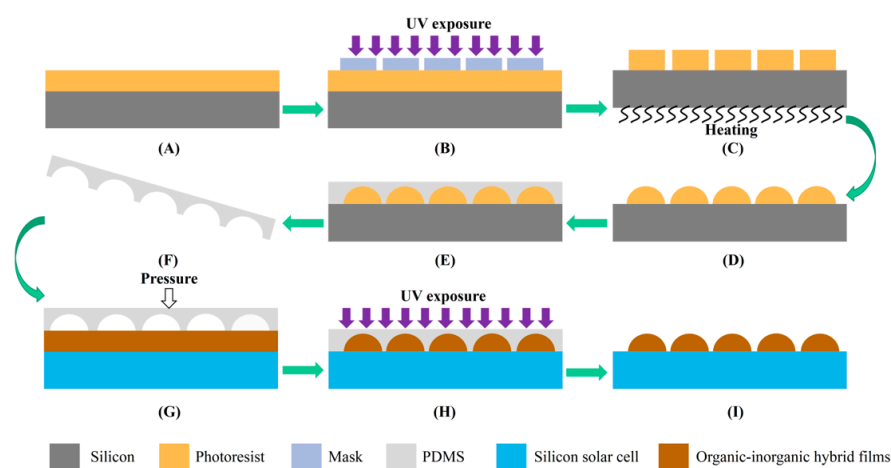 UV exposure
Heating
(A)
(B)
(C)
(F)
(E)
(D)
Pressure
UV exposure
(G)
(H)
(I)
Silicon
Photoresist
Mask
PDMS
Silicon solar cell
Organic-inorganic hybrid films